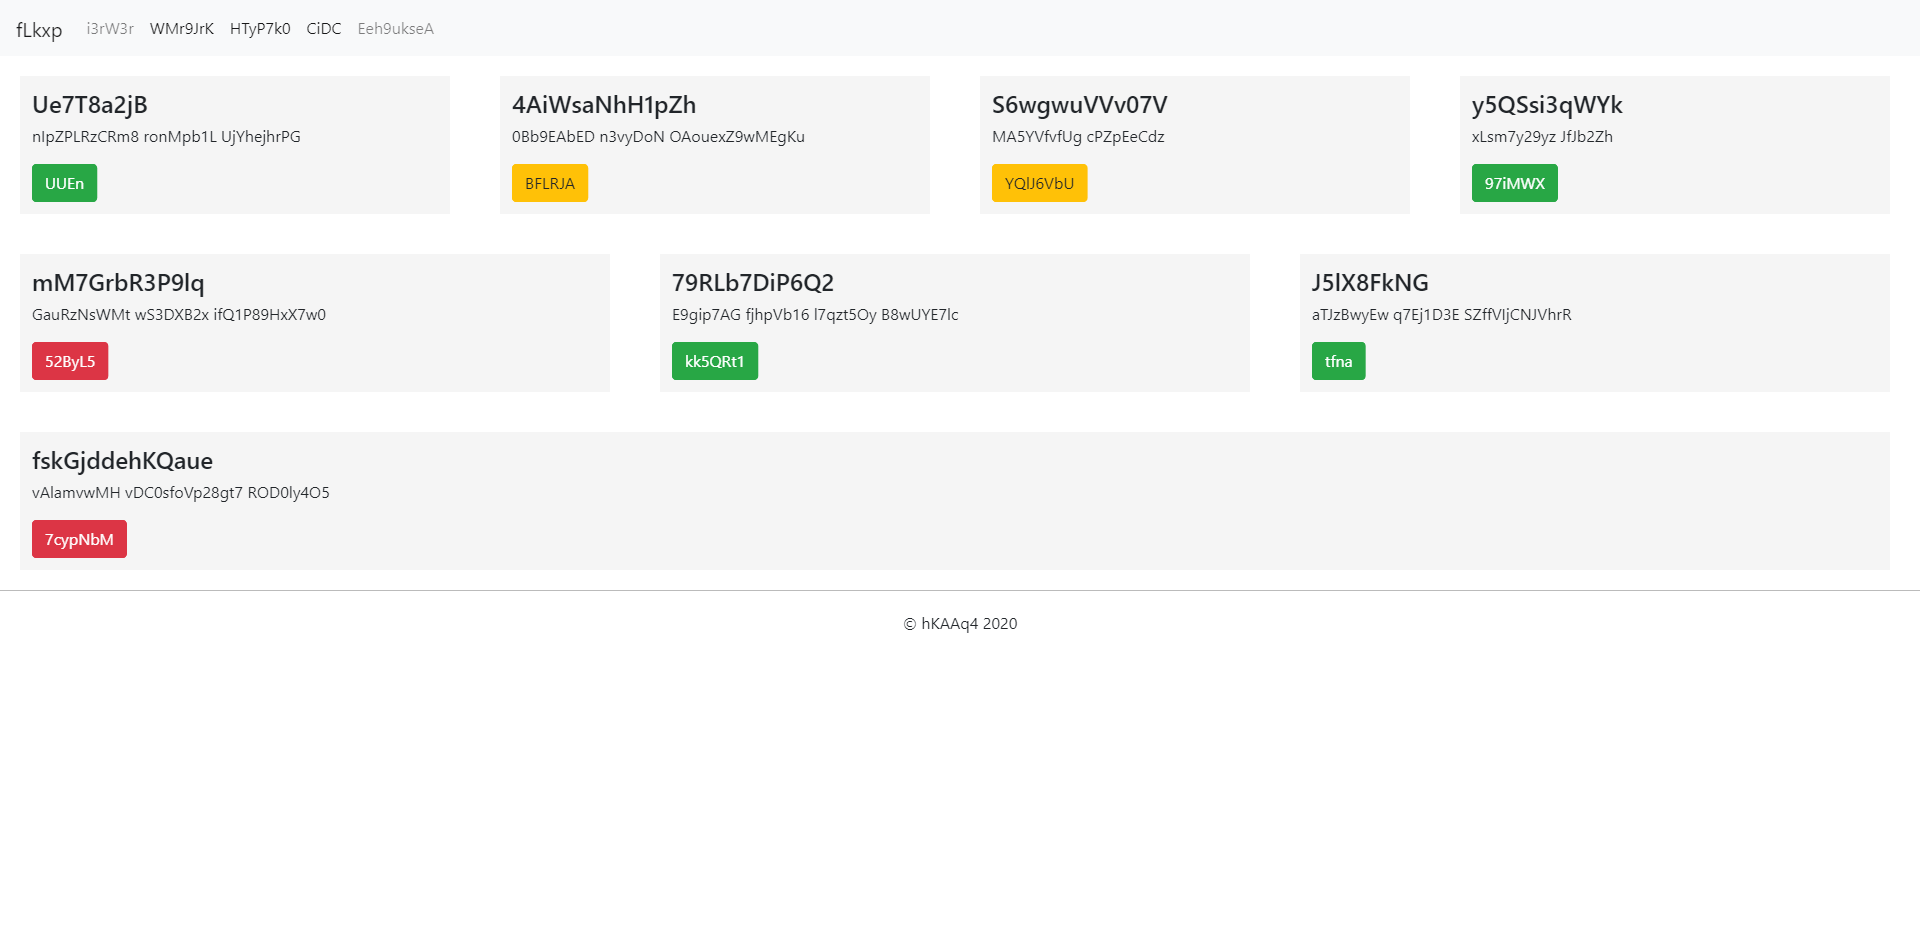 fLkxp i3rW3r WMr9JrK HTyP7k0 CiDC Eeh9ukseA
Ue7T8a2jB
nIpZPLRzCRm8 ronMpb1L UjYhejhrPG
UUEn
4AiWsaNhH1pZh
0Bb9EAbED n3vyDoN OAouexZ9wMEgKu
BFLRJA
S6wgwuVVv07V
MA5YVfvfUg cPZpEeCdz
YQlJ6VbU
y5QSsi3qWYk
xLsm7y29yz JfJb2Zh
97iMWX
mM7GrbR3P9lq
GauRzNsWMt wS3DXB2x ifQ1P89HxX7w0
52ByL5
79RLb7DiP6Q2
E9gip7AG fjhpVb16 l7qzt5Oy B8wUYE7lc
kk5QRt1
J5lX8FkNG
aTJzBwyEw q7Ej1D3E SZffVIjCNJVhrR
tfna
fskGjddehKQaue
vAlamvwMH vDC0sfoVp28gt7 ROD0ly4O5
7cypNbM
© hKAAq4 2020